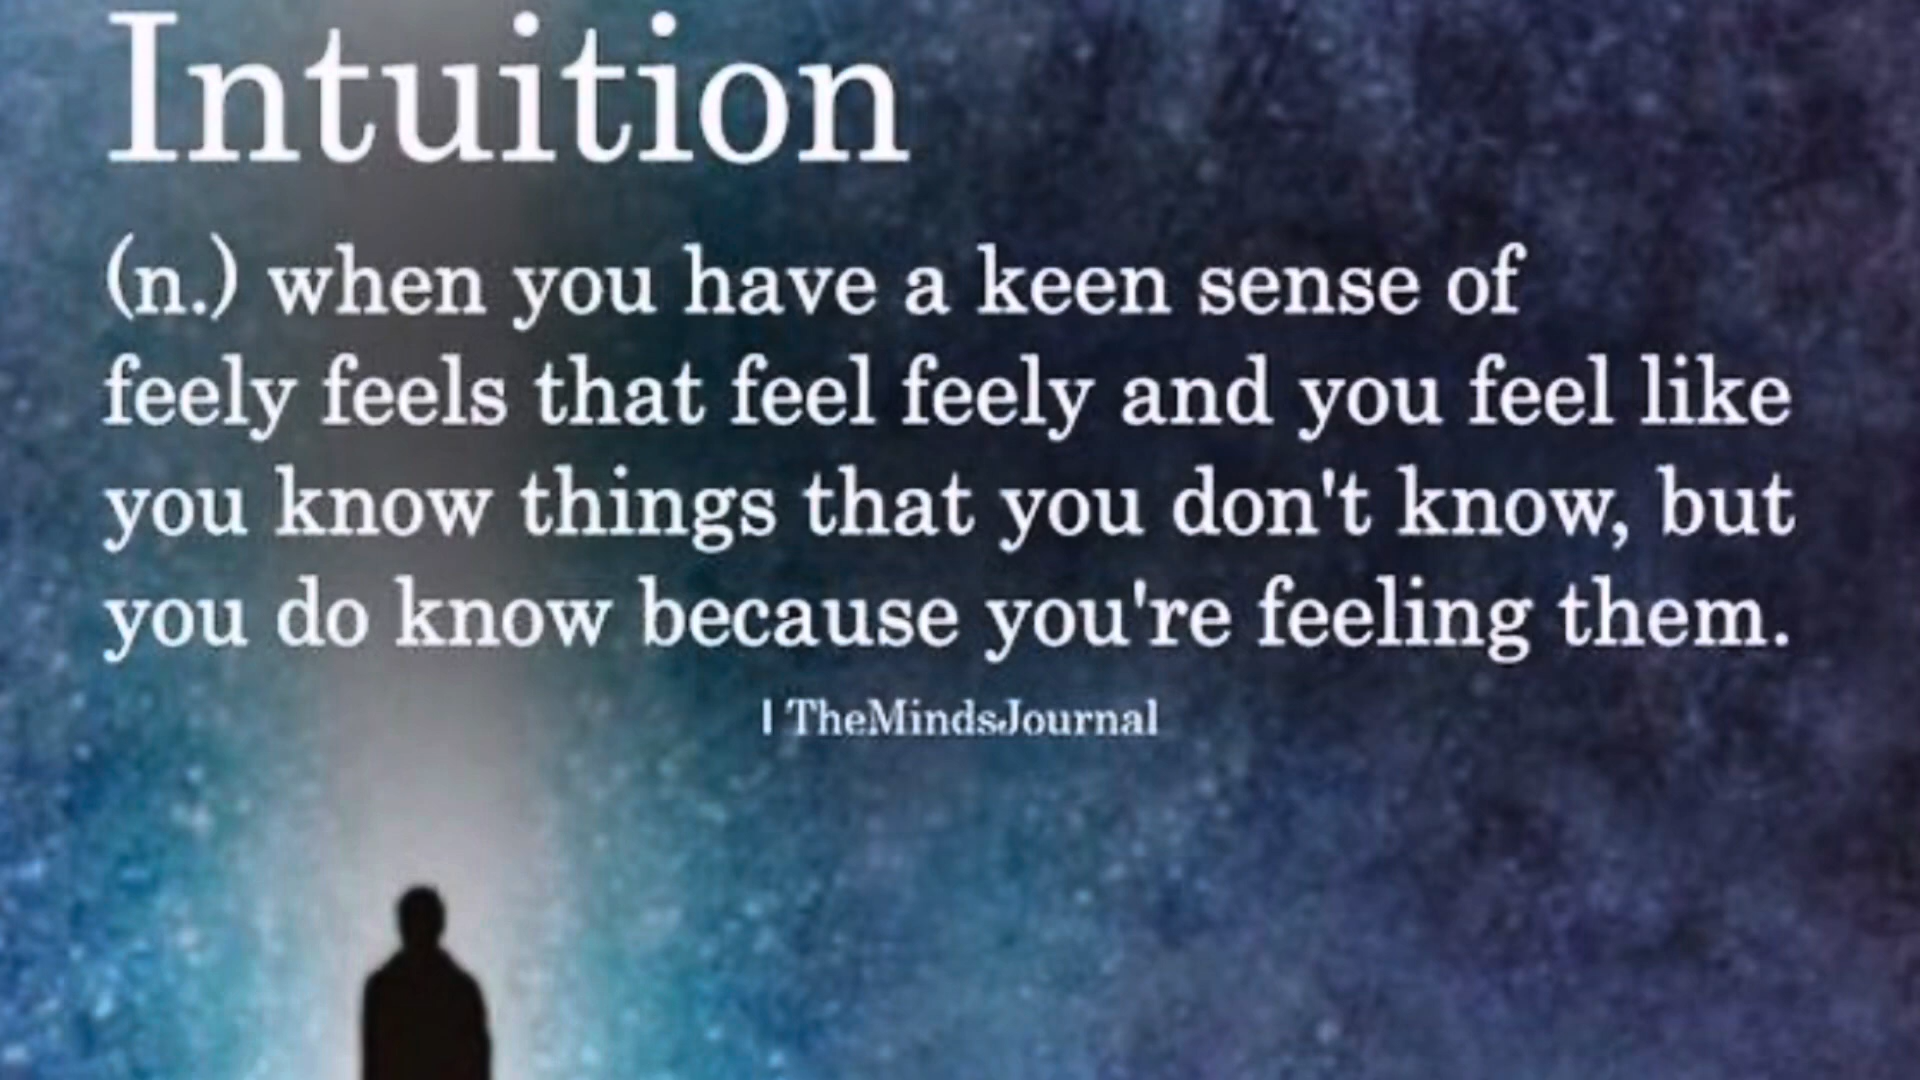 Intuition
(n.) when you have a keen sense of
feely feels that feel feely and you feel like
you know things that you don't know, but
you do know because you're feeling them.
| TheMindsJournal